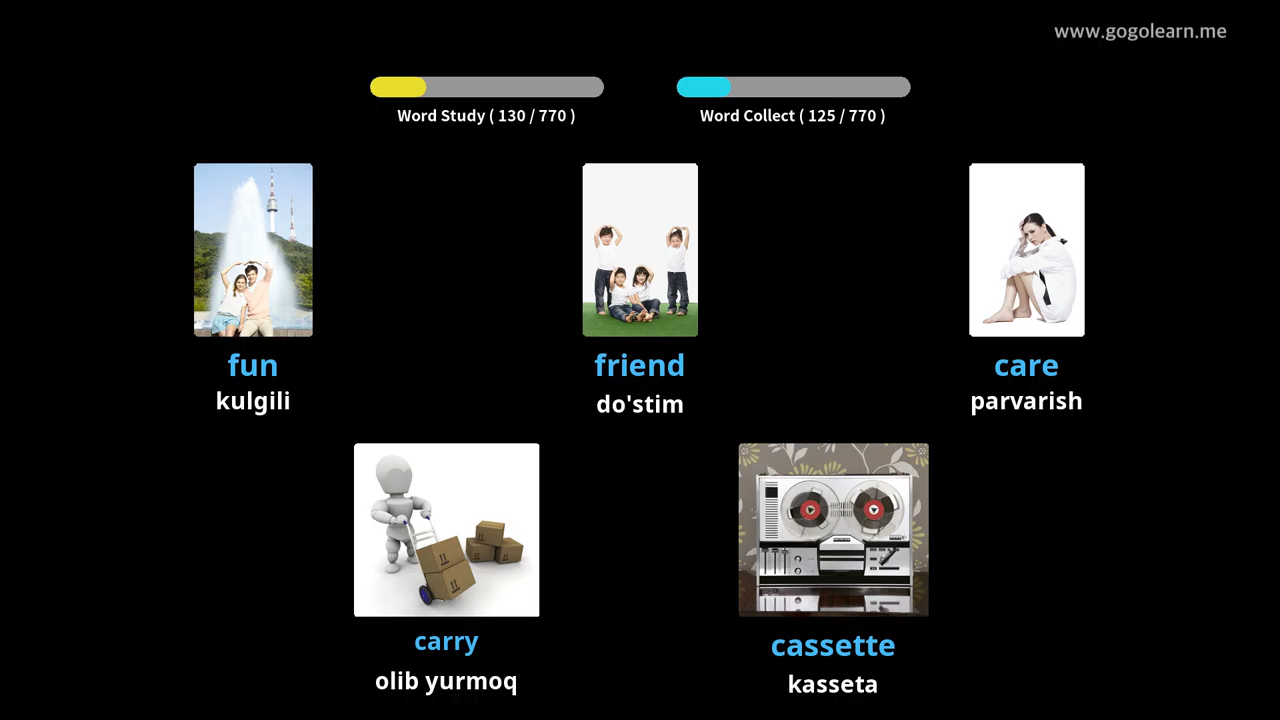 www.gogolearn.me
Word Study ( 130 / 770 )
Word Collect ( 125 / 770 )
fun
kulgili
friend
do'stim
care
parvarish
carry
olib yurmoq
cassette
kasseta